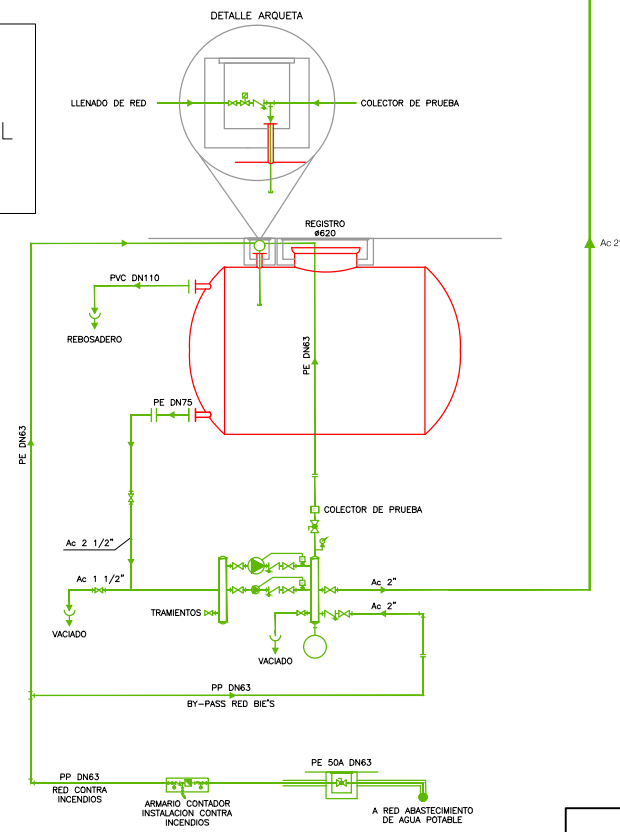 DETALLE ARQUETA
LLENADO DE RED
COLECTOR DE PRUEBA
L
REGISTRO
ø620
Ac 2"
PVC DN110
REBOSADERO
PE DN63
PE DN75
PE DN63
COLECTOR DE PRUEBA
Ac 2 1/2"
Ac 1 1/2"
Ac 2"
Ac 2"
TRAMIENTOS
VACIADO
VACIADO
PP DN63
BY-PASS RED BIE'S
PE 50A DN63
PP DN63
RED CONTRA
INCENDIOS
ARMARIO CONTADOR
INSTALACION CONTRA
INCENDIOS
A RED ABASTECIMIENTO
DE AGUA POTABLE